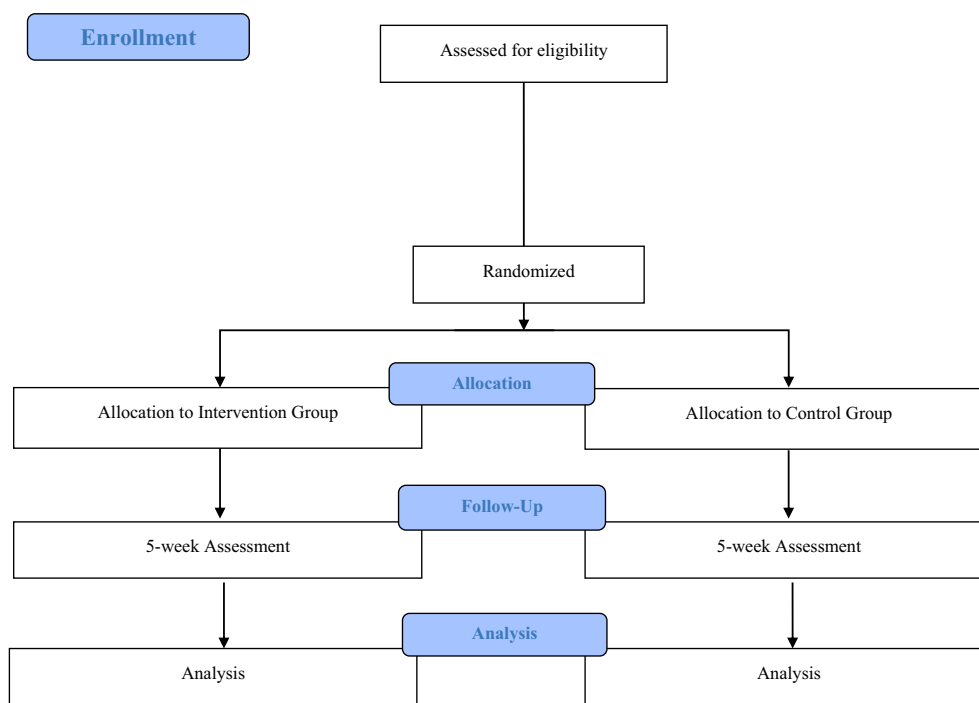 Enrollment
Assessed for eligibility
Randomized
Allocation
Allocation to Intervention Group
Allocation to Control Group
Follow-Up
5-week Assessment
5-week Assessment
Analysis
Analysis
Analysis